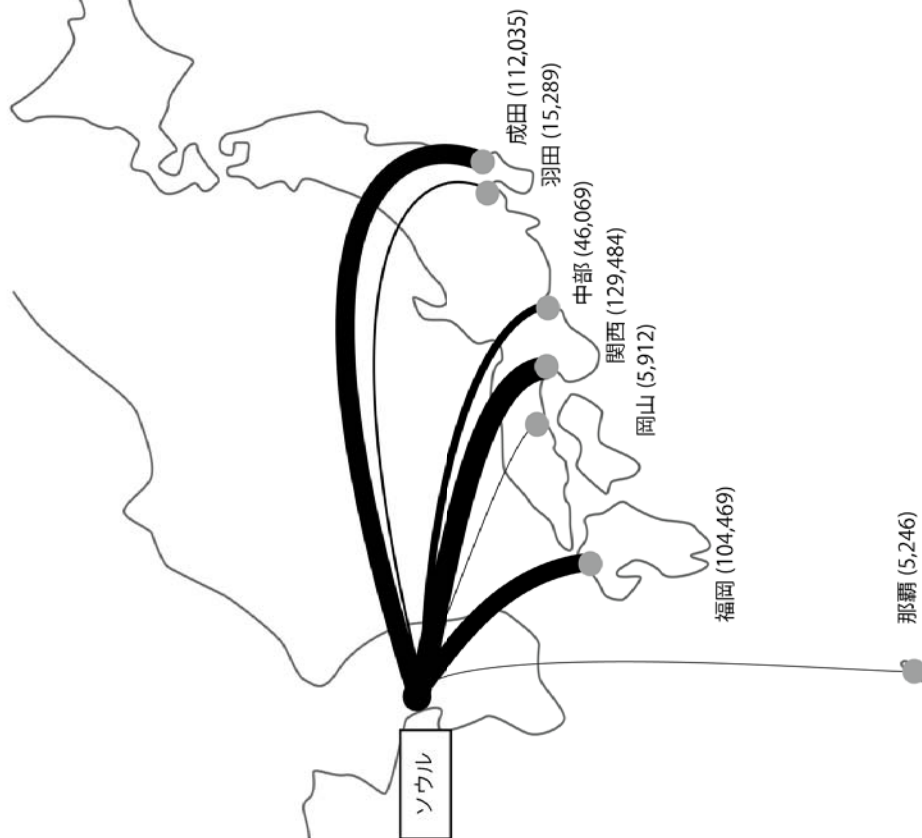 成田 (112,035)
羽田 (15,289)
中部 (46,069)
関西 (129,484)
岡山 (5,912)
福岡 (104,469)
那覇 (5,246)
ソウル